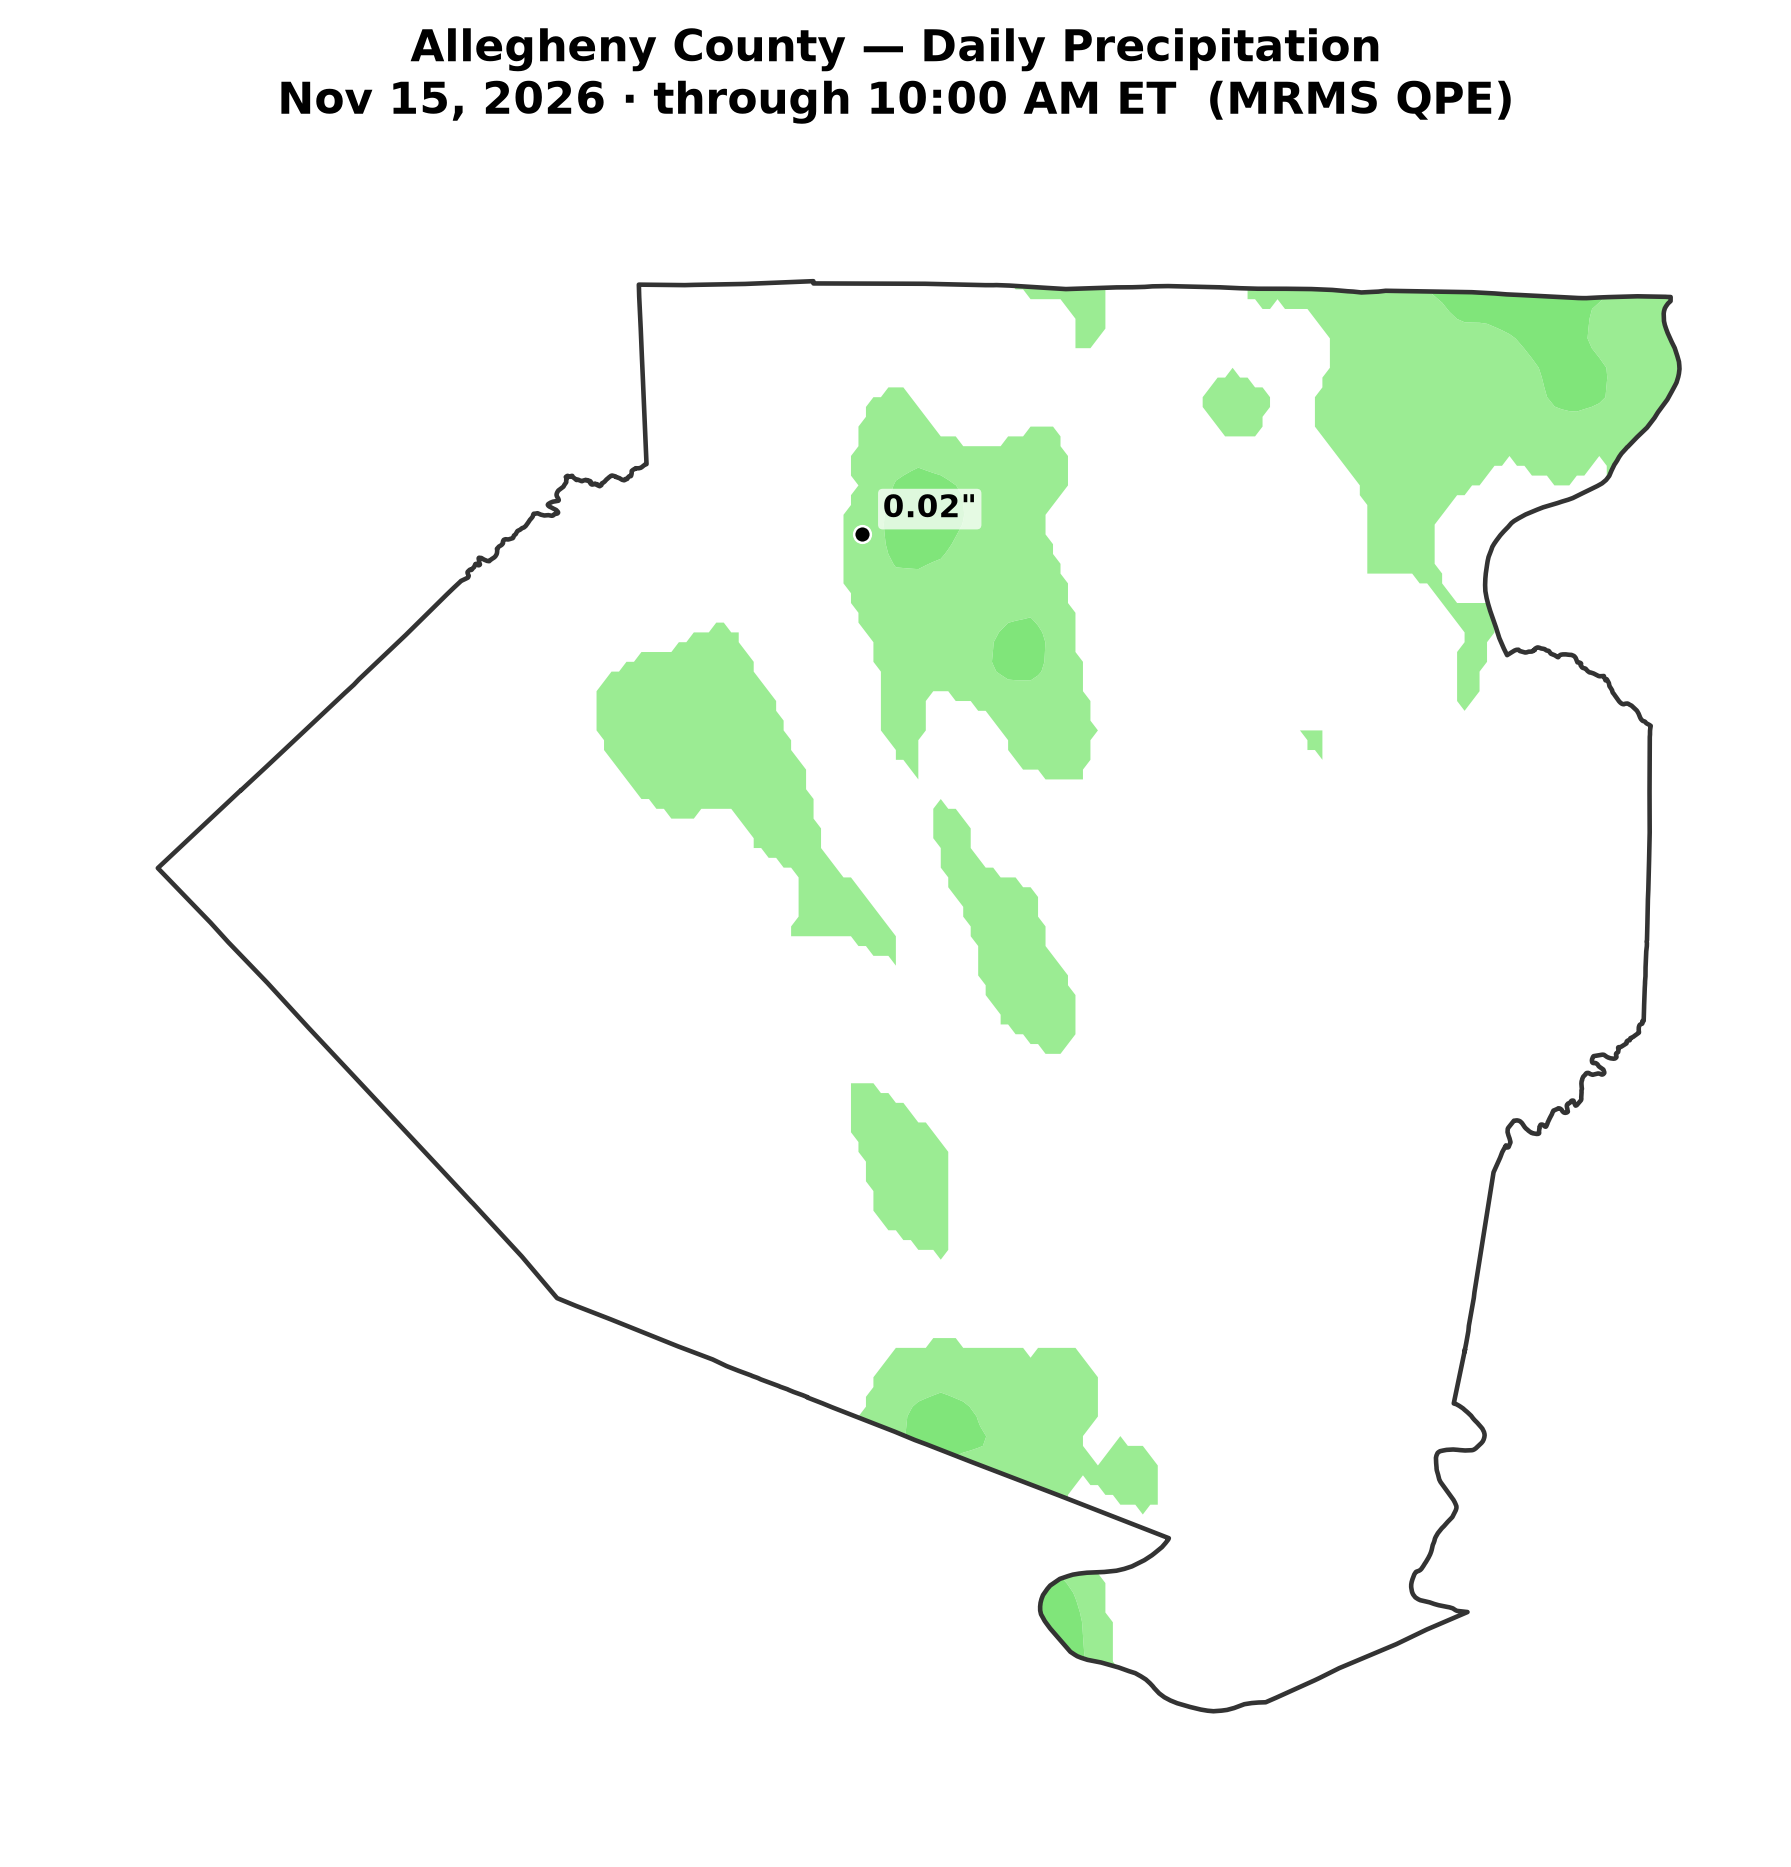 Allegheny County — Daily Precipitation
Nov 15, 2026 · through 10:00 AM ET (MRMS QPE)
0.02"